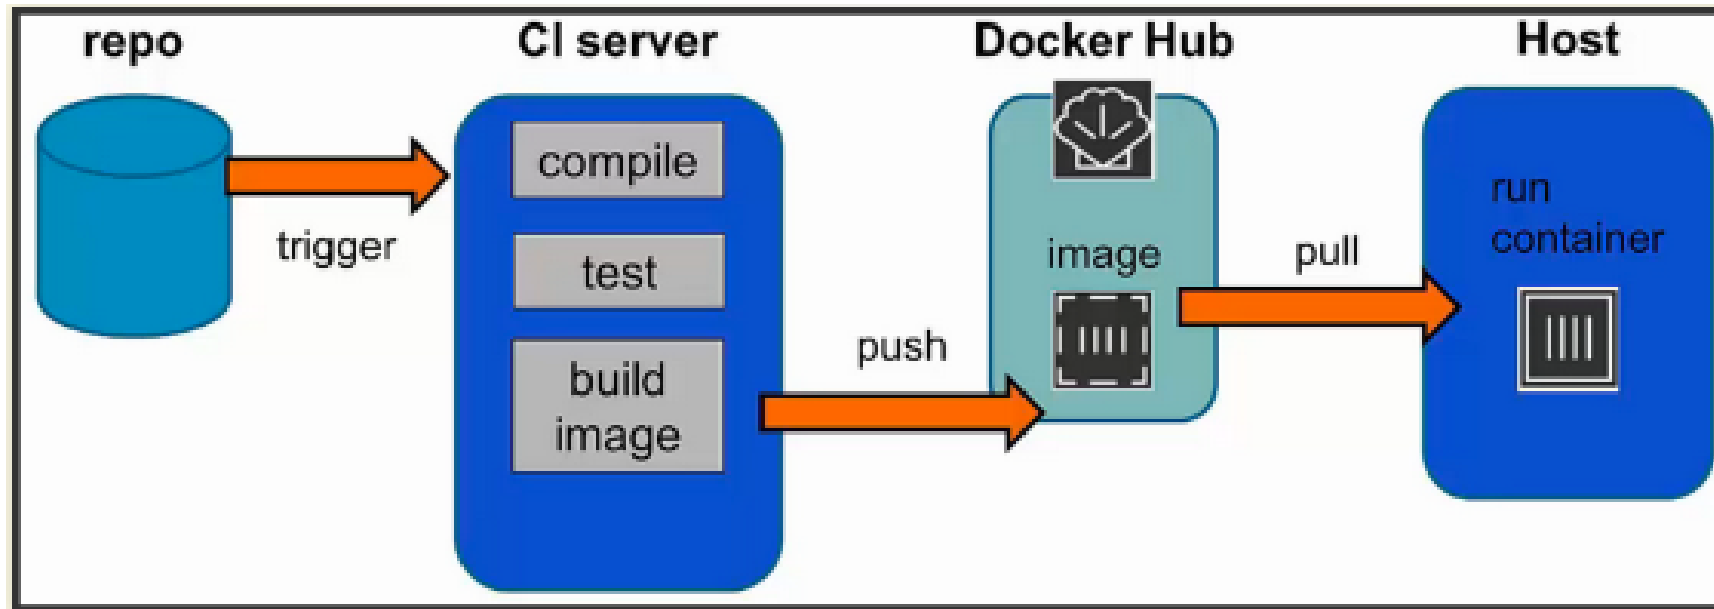 repo
CI server
Docker Hub
Host
trigger
compile
test
build
image
push
image
pull
run
container